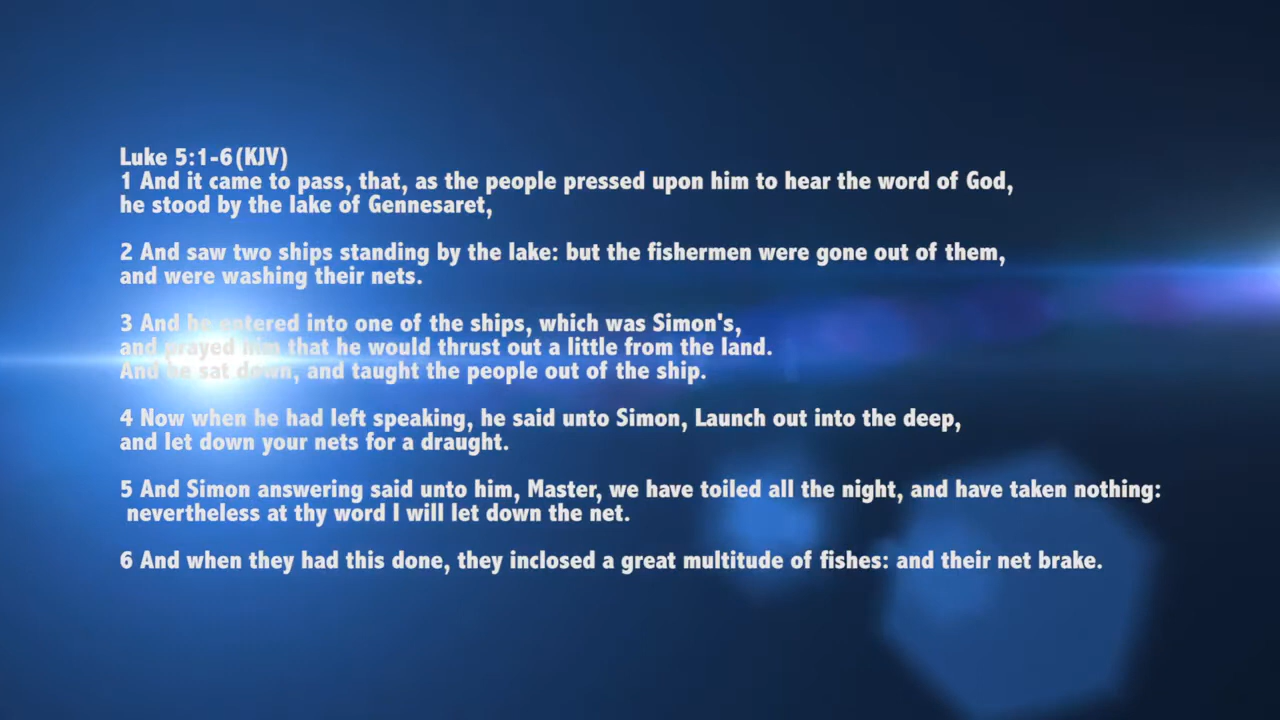 Luke 5:1-6(KJV)
1 And it came to pass, that, as the people pressed upon him to hear the word of God,
he stood by the lake of Gennesaret,
2 And saw two ships standing by the lake: but the fishermen were gone out of them,
and were washing their nets.
3 And he entered into one of the ships, which was Simon's,
and prayed him that he would thrust out a little from the land.
And he sat down, and taught the people out of the ship.
4 Now when he had left speaking, he said unto Simon, Launch out into the deep,
and let down your nets for a draught.
5 And Simon answering said unto him, Master, we have toiled all the night, and have taken nothing:
nevertheless at thy word I will let down the net.
6 And when they had this done, they inclosed a great multitude of fishes: and their net brake.